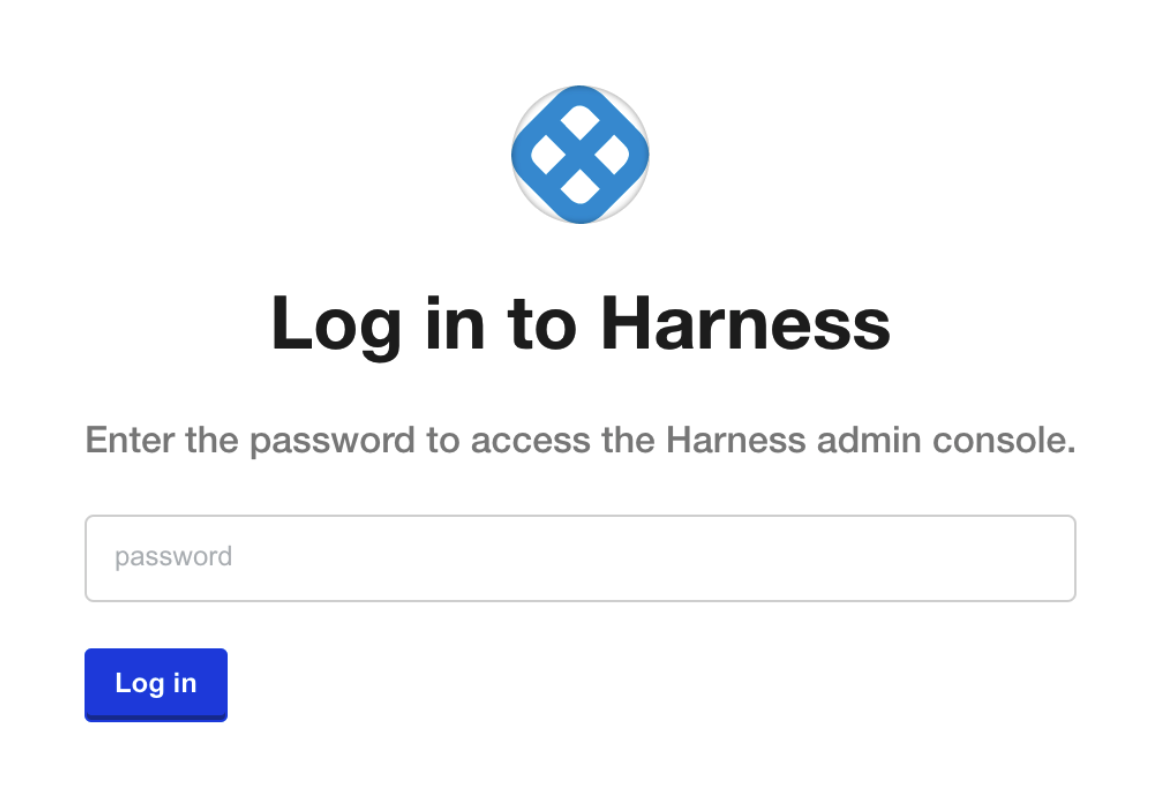 Log in to Harness
Enter the password to access the Harness admin console.
password
Log in